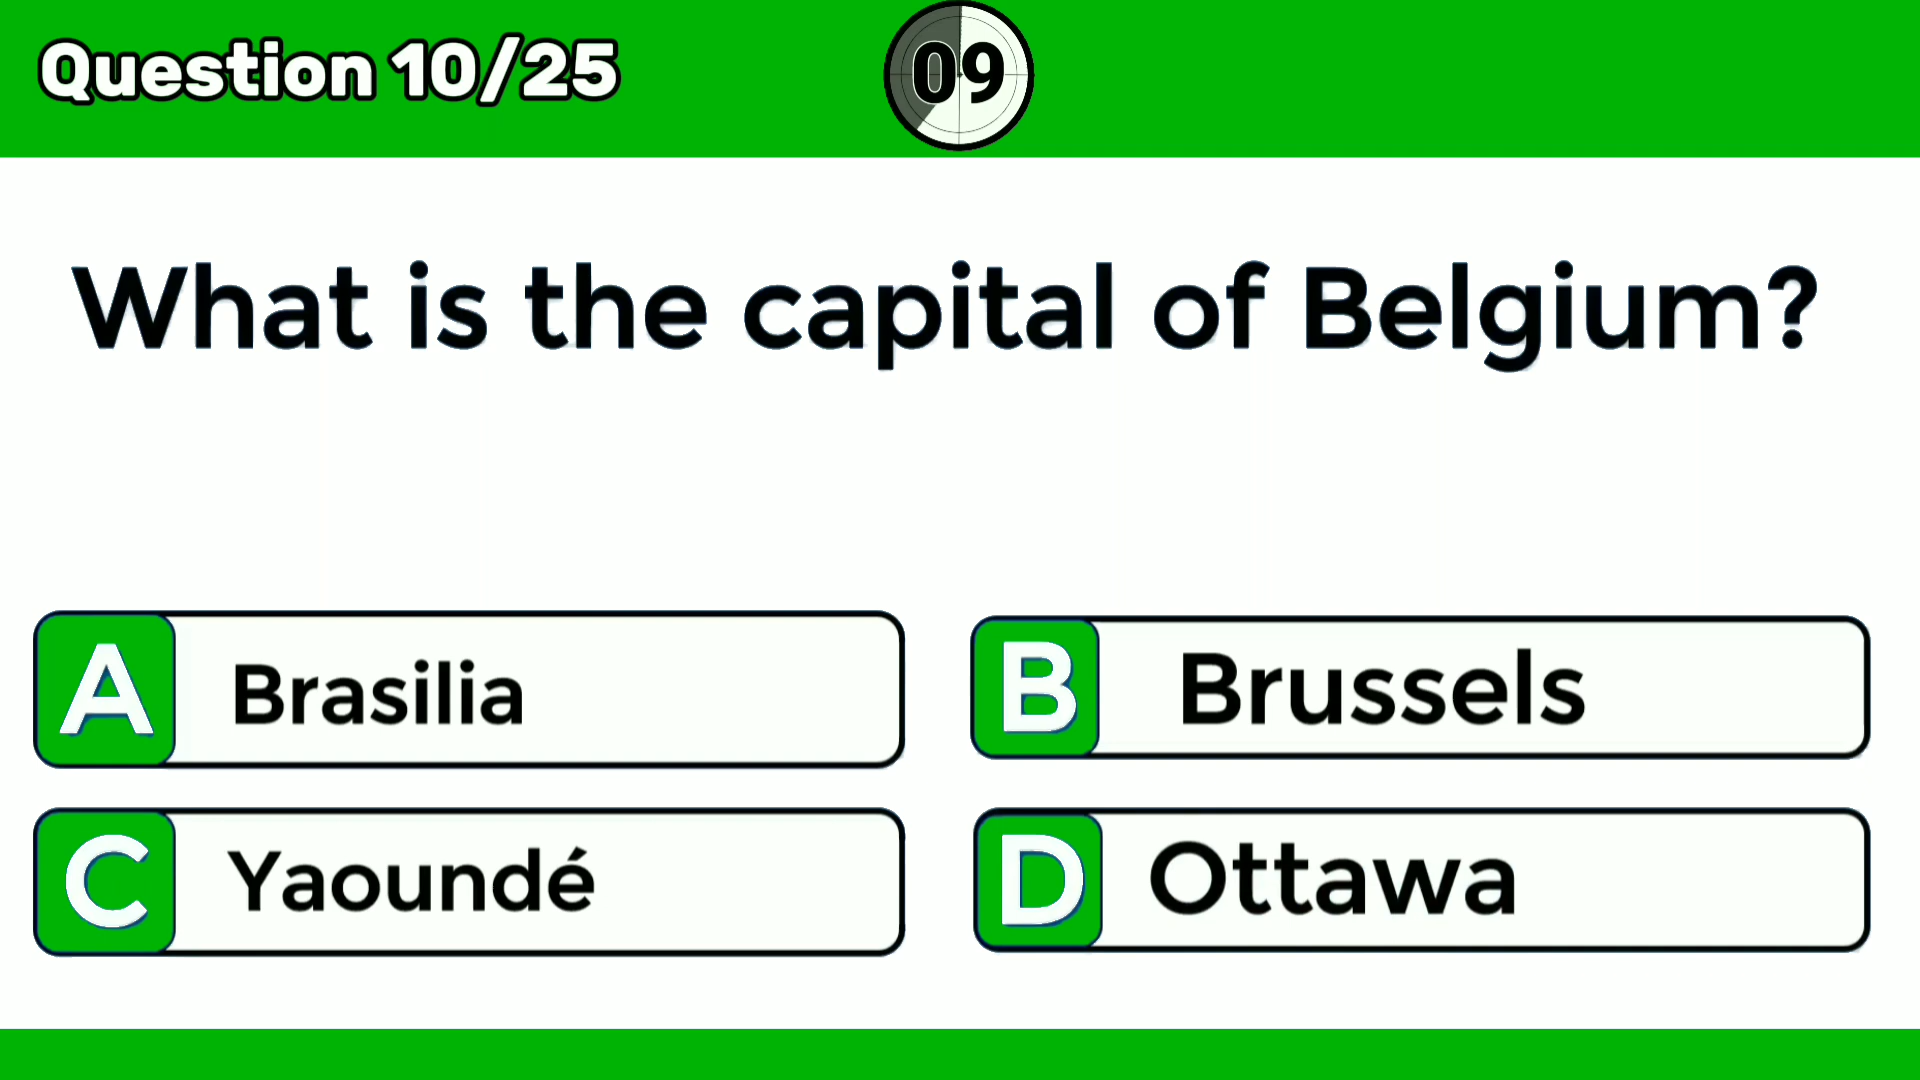 Question 10/25
09
What is the capital of Belgium?
A Brasilia
B Brussels
C Yaoundé
D Ottawa